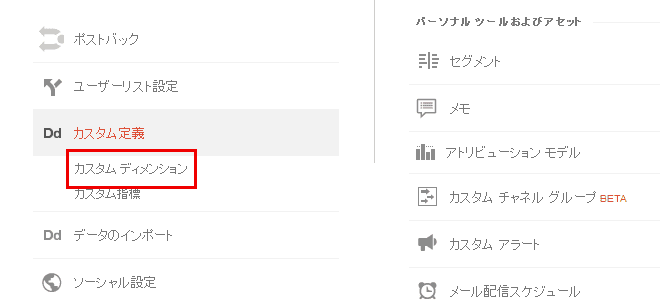 ポストバック
ユーザーリスト設定
Dd カスタム定義
カスタム ディメンション
カスタム指標
Dd データのインポート
ソーシャル設定
パーソナル ツールおよびアセット
セグメント
メモ
アトリビューション モデル
カスタム チャネル グループ BETA
カスタム アラート
メール配信スケジュール